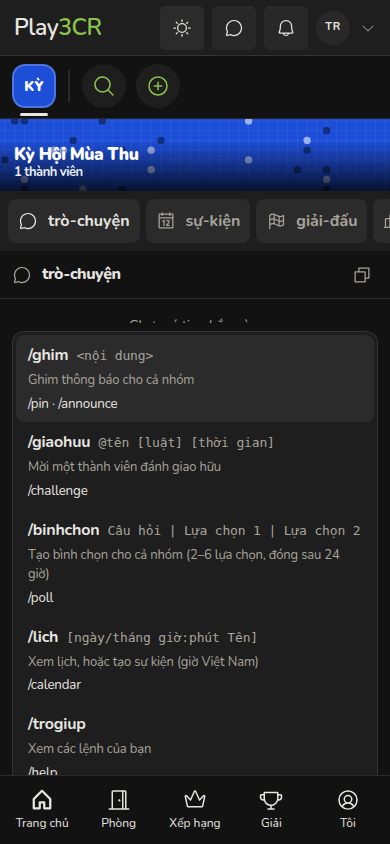 Play3CR
TR
KỲ
Kỳ Hội Mùa Thu
1 thành viên
trò-chuyện
sự-kiện
giải-đấu
trò-chuyện
/ghim <nội dung>
Ghim thông báo cho cả nhóm
/pin · /announce
/giaohuu @tên [luật] [thời gian]
Mời một thành viên đánh giao hữu
/challenge
/binhchon Câu hỏi | Lựa chọn 1 | Lựa chọn 2
Tạo bình chọn cho cả nhóm (2–6 lựa chọn, đóng sau 24
giờ)
/poll
/lich [ngày/tháng giờ:phút Tên]
Xem lịch, hoặc tạo sự kiện (giờ Việt Nam)
/calendar
/trogiup
Xem các lệnh của bạn
/help
Trang chủ
Phòng
Xếp hạng
Giải
Tôi